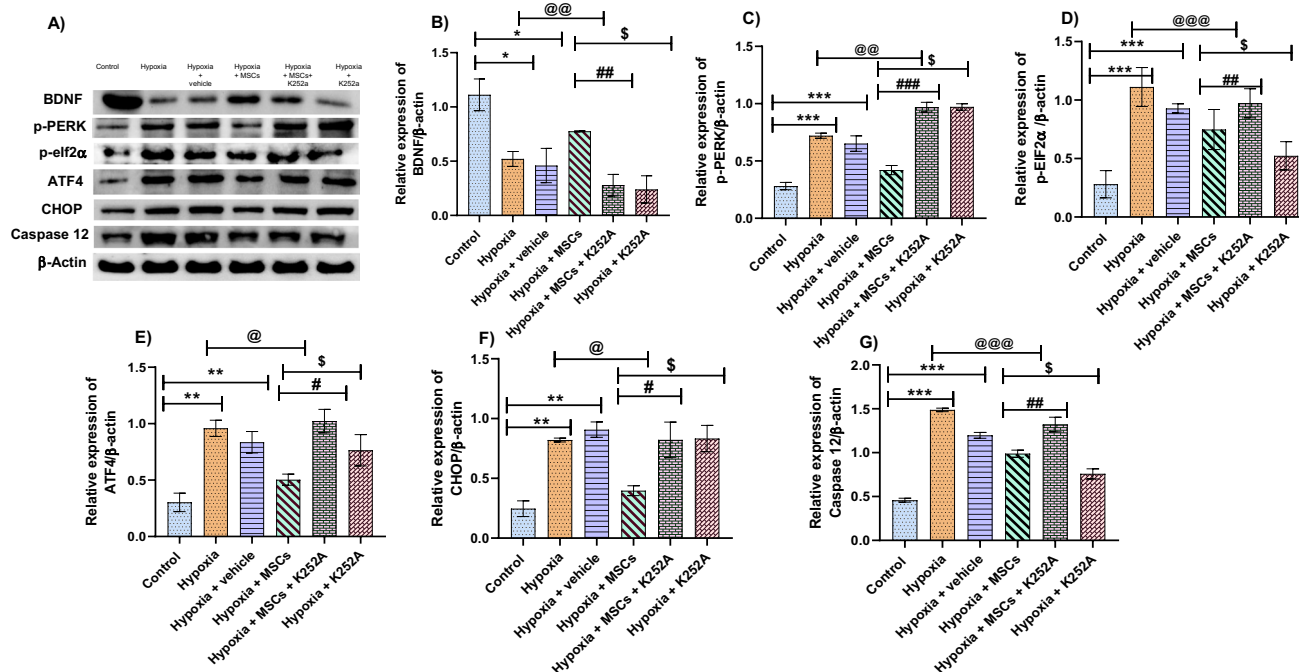 A)
Control
Hypoxia
Hypoxia
+
vehicle
Hypoxia
+ MSCs
Hypoxia
+ MSCs+
K252a
Hypoxia
+
K252a
BDNF
p-PERK
p-eIf2α
ATF4
CHOP
Caspase 12
β-Actin
B)
@@
*
$
*
##
Relative expression of
BDNF/β-actin
1.5
1.0
0.5
0.0
Control
Hypoxia
Hypoxia + vehicle
Hypoxia + MSCs
Hypoxia + MSCs + K252A
Hypoxia + K252A
C)
@@
$
***
###
***
Relative expression of
p-PERK/β-actin
1.5
1.0
0.5
0.0
Control
Hypoxia
Hypoxia + vehicle
Hypoxia + MSCs
Hypoxia + MSCs + K252A
Hypoxia + K252A
D)
@@@
***
$
***
##
Relative expression of
p-EIF2α /β-actin
1.5
1.0
0.5
0.0
Control
Hypoxia
Hypoxia + vehicle
Hypoxia + MSCs
Hypoxia + MSCs + K252A
Hypoxia + K252A
E)
@
$
**
#
**
Relative expression of
ATF4/β-actin
1.5
1.0
0.5
0.0
Control
Hypoxia
Hypoxia + vehicle
Hypoxia + MSCs
Hypoxia + MSCs + K252A
Hypoxia + K252A
F)
@
$
**
#
**
Relative expression of
CHOP/β-actin
1.5
1.0
0.5
0.0
Control
Hypoxia
Hypoxia + vehicle
Hypoxia + MSCs
Hypoxia + MSCs + K252A
Hypoxia + K252A
G)
@@@
***
$
***
##
Relative expression of
Caspase 12/β-actin
2.0
1.5
1.0
0.5
0.0
Control
Hypoxia
Hypoxia + vehicle
Hypoxia + MSCs
Hypoxia + MSCs + K252A
Hypoxia + K252A